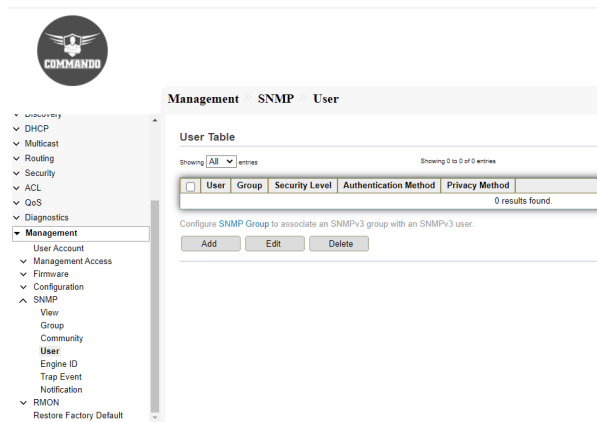 COMMANDO
Management SNMP User
Discovery
DHCP
Multicast
Routing
Security
ACL
QoS
Diagnostics
Management
User Account
Management Access
Firmware
Configuration
SNMP
View
Group
Community
User
Engine ID
Trap Event
Notification
RMON
Restore Factory Default
User Table
Showing All entries Showing 0 to 0 of 0 entries
User Group Security Level Authentication Method Privacy Method
0 results found.
Configure SNMP Group to associate an SNMPv3 group with an SNMPv3 user.
Add Edit Delete